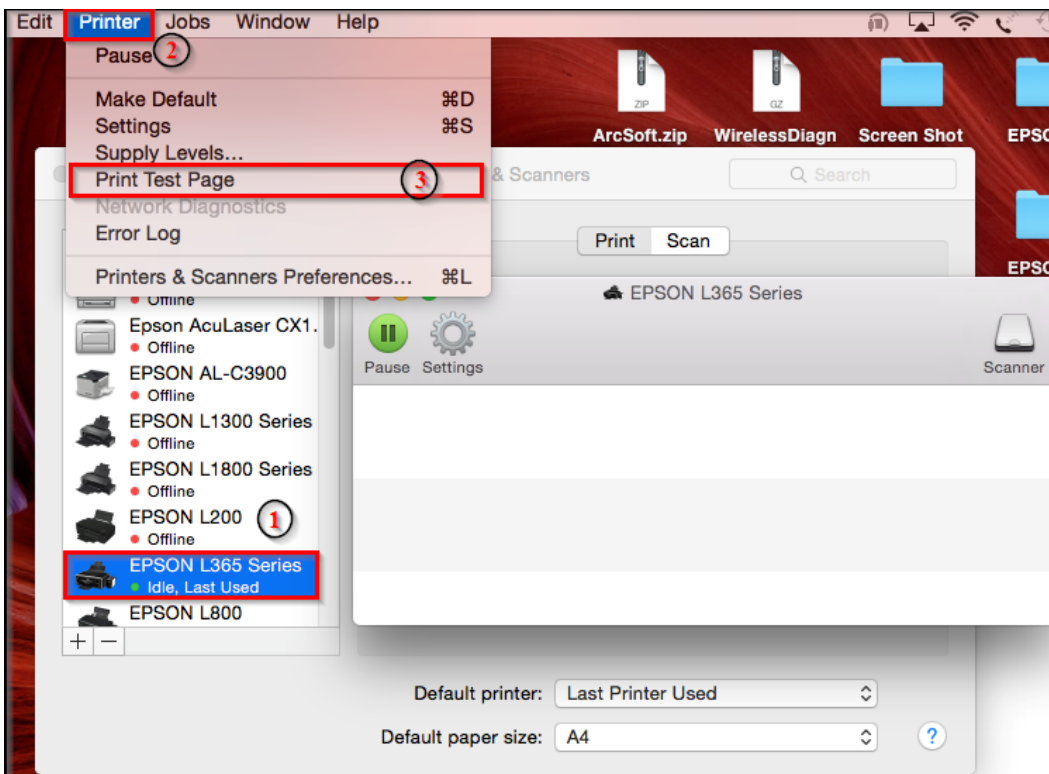 Edit Printer Jobs Window Help
Pause 2
Make Default ⌘D
Settings ⌘S
Supply Levels...
Print Test Page 3
Network Diagnostics
Error Log
Printers & Scanners Preferences... ⌘L
ZIP
GZ
ArcSoft.zip WirelessDiagn Screen Shot EPSO
& Scanners
Search
EPSO
Print Scan
Offline
Epson AcuLaser CX1.
Offline
EPSON AL-C3900
Offline
EPSON L1300 Series
Offline
EPSON L1800 Series
Offline
EPSON L200 1
Offline
EPSON L365 Series
Idle, Last Used
EPSON L800
+ −
EPSON L365 Series
Pause Settings
Scanner
Default printer: Last Printer Used
Default paper size: A4
?